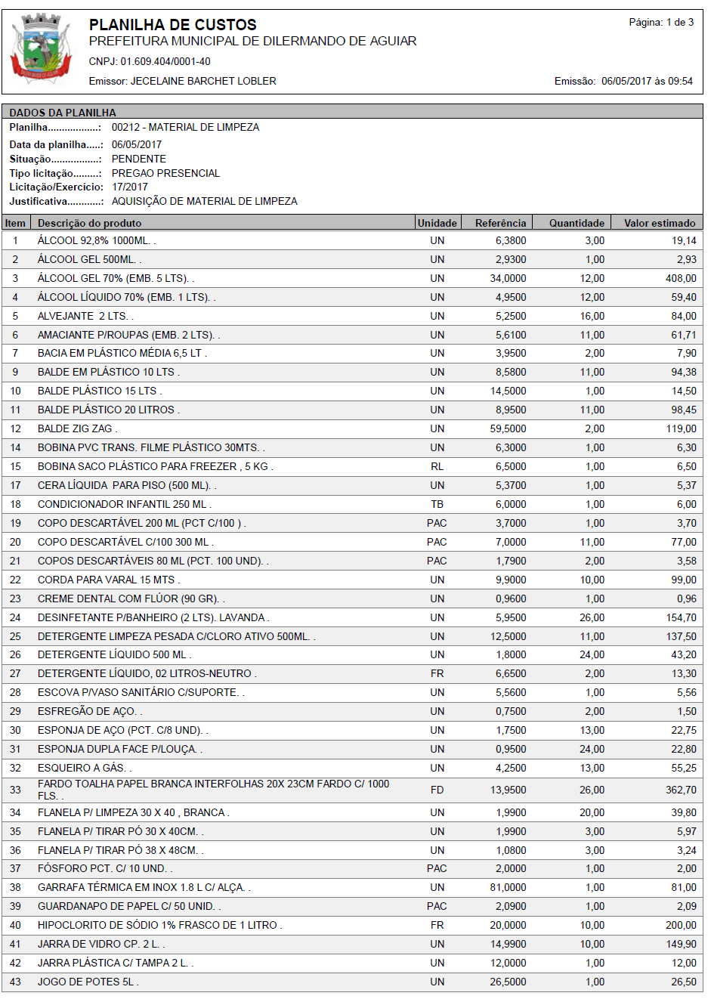 PLANILHA DE CUSTOS
Página: 1 de 3
PREFEITURA MUNICIPAL DE DILERMANDO DE AGUIAR
CNPJ: 01.609.404/0001-40
Emissor: JECELAINE BARCHET LOBLER
Emissão: 06/05/2017 às 09:54
DADOS DA PLANILHA
Planilha..................: 00212 - MATERIAL DE LIMPEZA
Data da planilha.....: 06/05/2017
Situação.................: PENDENTE
Tipo licitação.........: PREGAO PRESENCIAL
Licitação/Exercício: 17/2017
Justificativa............: AQUISIÇÃO DE MATERIAL DE LIMPEZA
Item Descrição do produto Unidade Referência Quantidade Valor estimado
1 ÁLCOOL 92,8% 1000ML. . UN 6,3800 3,00 19,14
2 ÁLCOOL GEL 500ML. . UN 2,9300 1,00 2,93
3 ÁLCOOL GEL 70% (EMB. 5 LTS). . UN 34,0000 12,00 408,00
4 ÁLCOOL LÍQUIDO 70% (EMB. 1 LTS). . UN 4,9500 12,00 59,40
5 ALVEJANTE 2 LTS. . UN 5,2500 16,00 84,00
6 AMACIANTE P/ROUPAS (EMB. 2 LTS). . UN 5,6100 11,00 61,71
7 BACIA EM PLÁSTICO MÉDIA 6,5 LT . UN 3,9500 2,00 7,90
9 BALDE EM PLÁSTICO 10 LTS . UN 8,5800 11,00 94,38
10 BALDE PLÁSTICO 15 LTS . UN 14,5000 1,00 14,50
11 BALDE PLÁSTICO 20 LITROS . UN 8,9500 11,00 98,45
12 BALDE ZIG ZAG . UN 59,5000 2,00 119,00
14 BOBINA PVC TRANS. FILME PLÁSTICO 30MTS. . UN 6,3000 1,00 6,30
15 BOBINA SACO PLÁSTICO PARA FREEZER , 5 KG . RL 6,5000 1,00 6,50
17 CERA LÍQUIDA PARA PISO (500 ML). . UN 5,3700 1,00 5,37
18 CONDICIONADOR INFANTIL 250 ML . TB 6,0000 1,00 6,00
19 COPO DESCARTÁVEL 200 ML (PCT C/100 ) . PAC 3,7000 1,00 3,70
20 COPO DESCARTÁVEL C/100 300 ML . PAC 7,0000 11,00 77,00
21 COPOS DESCARTÁVEIS 80 ML (PCT. 100 UND). . PAC 1,7900 2,00 3,58
22 CORDA PARA VARAL 15 MTS . UN 9,9000 10,00 99,00
23 CREME DENTAL COM FLÚOR (90 GR). . UN 0,9600 1,00 0,96
24 DESINFETANTE P/BANHEIRO (2 LTS). LAVANDA . UN 5,9500 26,00 154,70
25 DETERGENTE LIMPEZA PESADA C/CLORO ATIVO 500ML. . UN 12,5000 11,00 137,50
26 DETERGENTE LÍQUIDO 500 ML . UN 1,8000 24,00 43,20
27 DETERGENTE LÍQUIDO, 02 LITROS-NEUTRO . FR 6,6500 2,00 13,30
28 ESCOVA P/VASO SANITÁRIO C/SUPORTE. . UN 5,5600 1,00 5,56
29 ESFREGÃO DE AÇO. . UN 0,7500 2,00 1,50
30 ESPONJA DE AÇO (PCT. C/8 UND). . UN 1,7500 13,00 22,75
31 ESPONJA DUPLA FACE P/LOUÇA. . UN 0,9500 24,00 22,80
32 ESQUEIRO A GÁS. . UN 4,2500 13,00 55,25
33 FARDO TOALHA PAPEL BRANCA INTERFOLHAS 20X 23CM FARDO C/ 1000 FD 13,9500 26,00 362,70
FLS. .
34 FLANELA P/ LIMPEZA 30 X 40 , BRANCA . UN 1,9900 20,00 39,80
35 FLANELA P/ TIRAR PÓ 30 X 40CM. . UN 1,9900 3,00 5,97
36 FLANELA P/ TIRAR PÓ 38 X 48CM. . UN 1,0800 3,00 3,24
37 FÓSFORO PCT. C/ 10 UND. . PAC 2,0000 1,00 2,00
38 GARRAFA TÉRMICA EM INOX 1.8 L C/ ALÇA. . UN 81,0000 1,00 81,00
39 GUARDANAPO DE PAPEL C/ 50 UNID. . PAC 2,0900 1,00 2,09
40 HIPOCLORITO DE SÓDIO 1% FRASCO DE 1 LITRO . FR 20,0000 10,00 200,00
41 JARRA DE VIDRO CP. 2 L. . UN 14,9900 10,00 149,90
42 JARRA PLÁSTICA C/ TAMPA 2 L. . UN 12,0000 1,00 12,00
43 JOGO DE POTES 5L . UN 26,5000 1,00 26,50